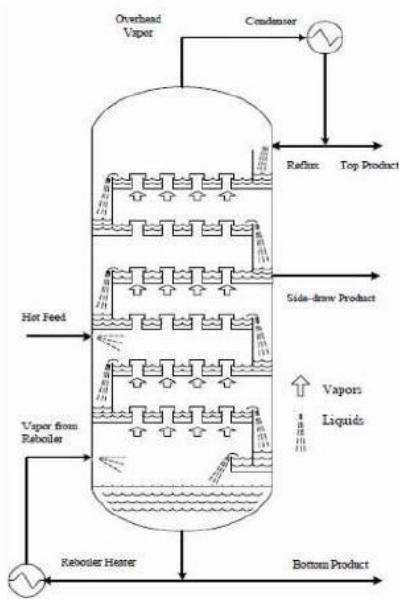 Overhead
Vapor
Condenser
Reflux
Top Product
Side-draw Product
Hot Feed
Vapors
Liquids
Vapor from
Reboiler
Reboiler Heater
Bottom Product